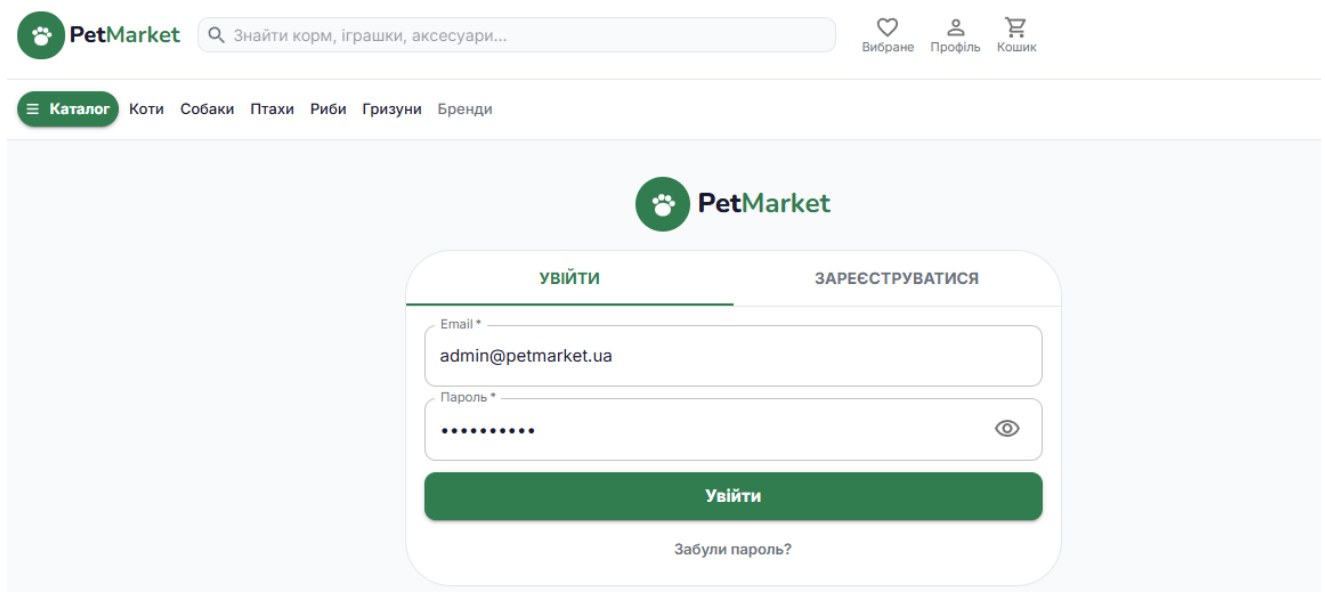 PetMarket Знайти корм, іграшки, аксесуари...
Вибране Профіль Кошик
Каталог Коти Собаки Птахи Риби Гризуни Бренди
PetMarket
УВІЙТИ ЗАРЕЄСТРУВАТИСЯ
Email *
admin@petmarket.ua
Пароль *
••••••••••
Увійти
Забули пароль?